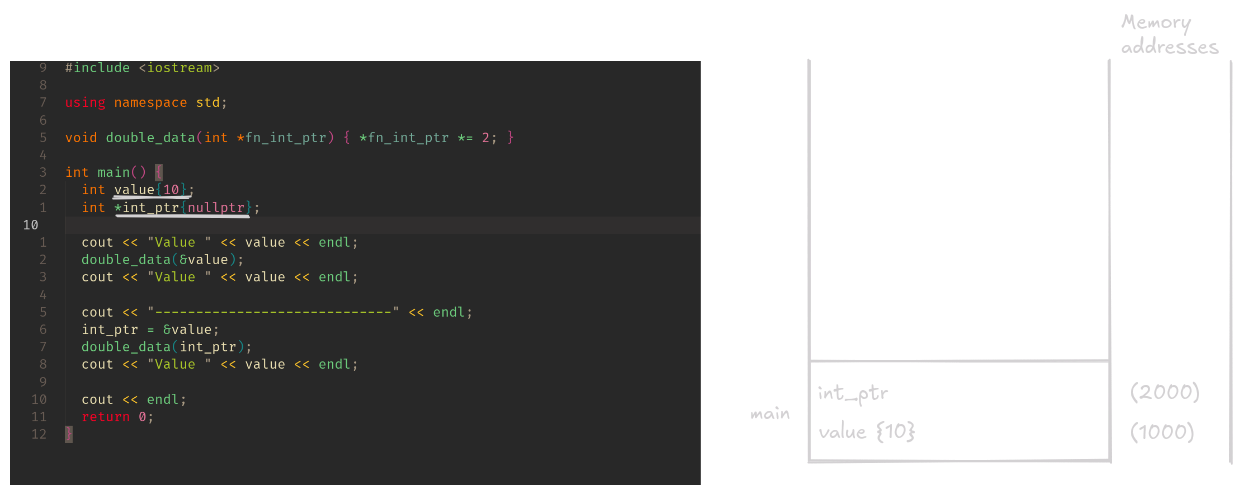 9 #include <iostream>
8
7 using namespace std;
6
5 void double_data(int *fn_int_ptr) { *fn_int_ptr *= 2; }
4
3 int main() {
2 int value{10};
1 int *int_ptr{nullptr};
10
1 cout << "Value " << value << endl;
2 double_data(&value);
3 cout << "Value " << value << endl;
4
5 cout << "-----------------------------" << endl;
6 int_ptr = &value;
7 double_data(int_ptr);
8 cout << "Value " << value << endl;
9
10 cout << endl;
11 return 0;
12 }
Memory
addresses
main
int_ptr (2000)
value {10} (1000)